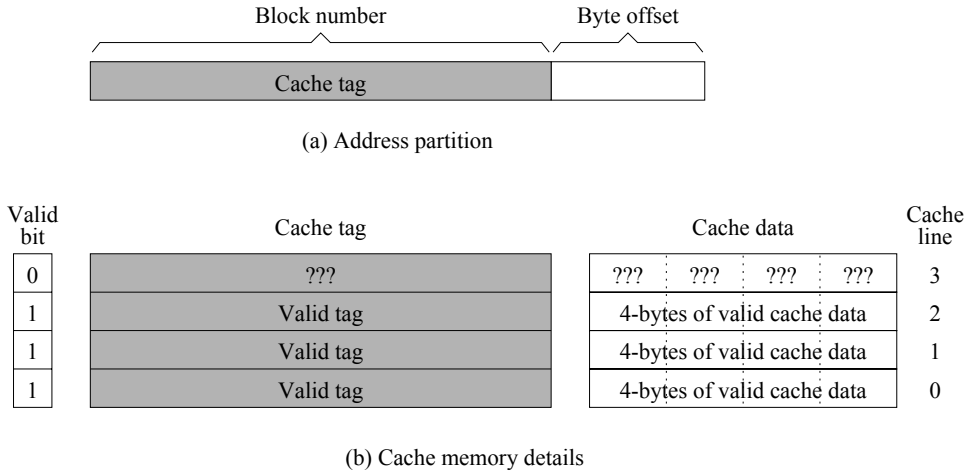 Block number Byte offset
Cache tag
(a) Address partition
Valid bit Cache tag Cache data Cache line
0 ??? ??? ??? ??? ??? 3
1 Valid tag 4-bytes of valid cache data 2
1 Valid tag 4-bytes of valid cache data 1
1 Valid tag 4-bytes of valid cache data 0
(b) Cache memory details